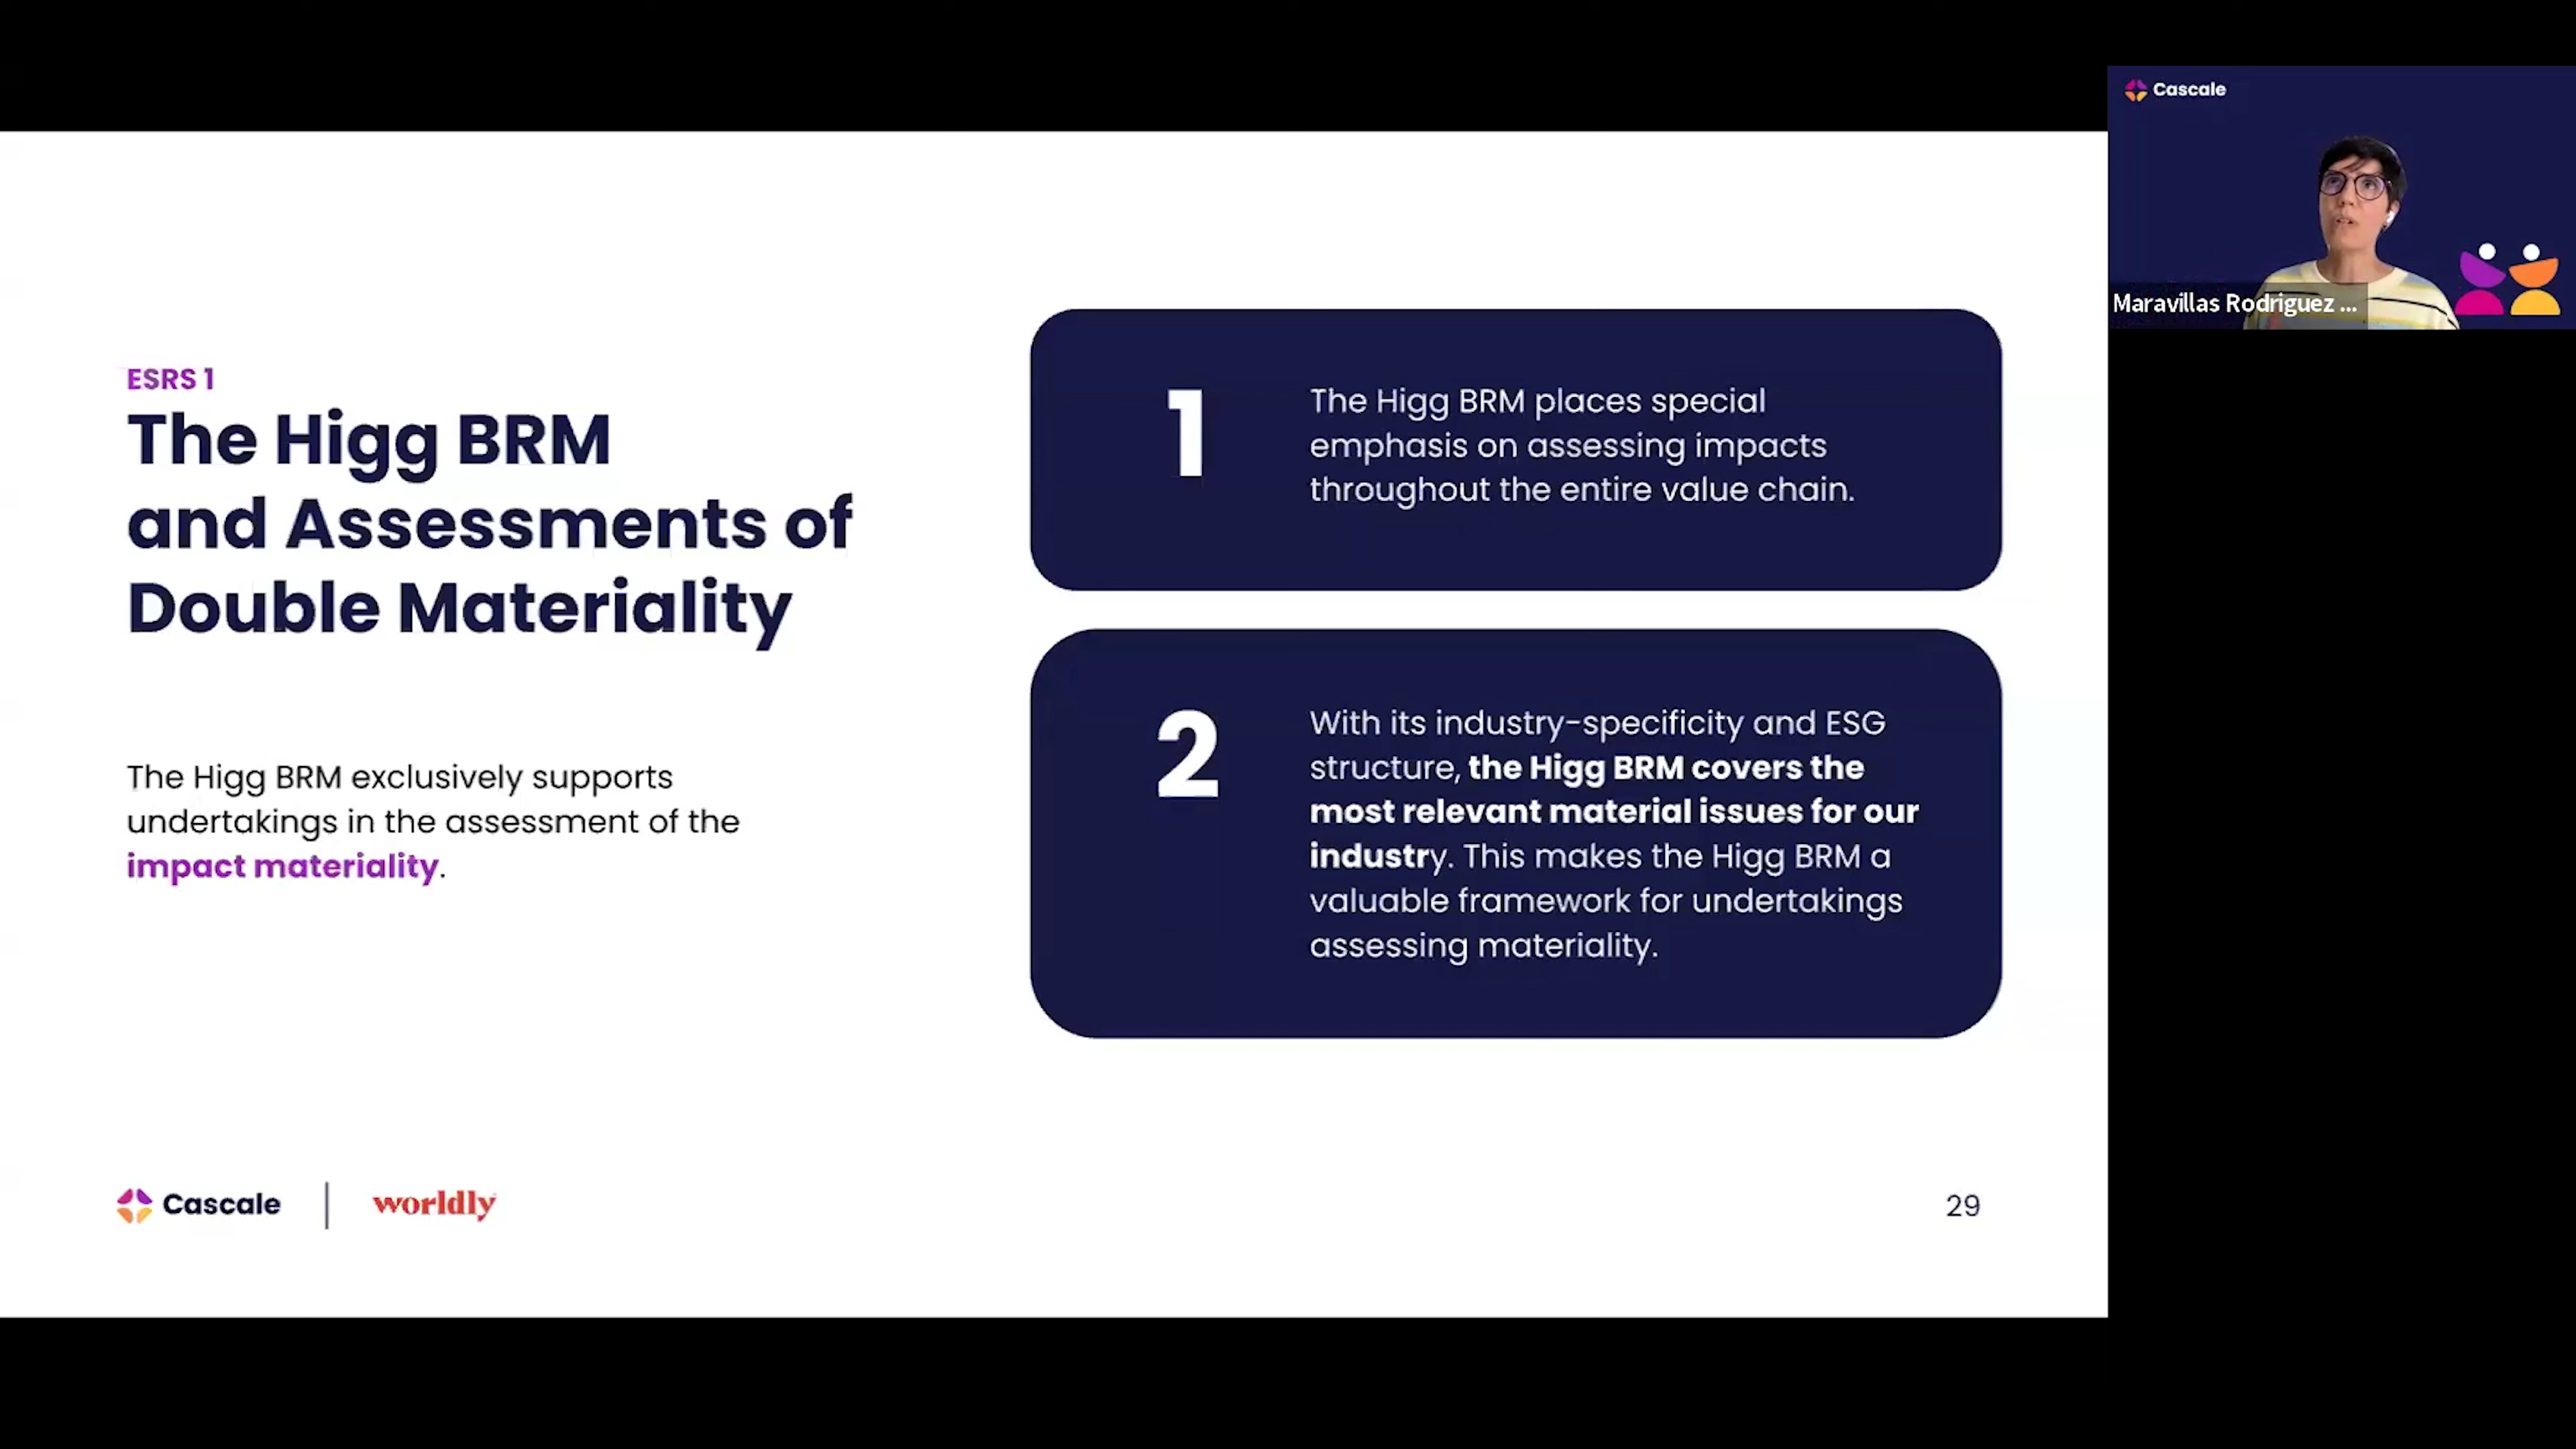 ESRS 1
The Higg BRM
and Assessments of
Double Materiality
The Higg BRM exclusively supports
undertakings in the assessment of the
impact materiality.
1
The Higg BRM places special
emphasis on assessing impacts
throughout the entire value chain.
2
With its industry-specificity and ESG
structure, the Higg BRM covers the
most relevant material issues for our
industry. This makes the Higg BRM a
valuable framework for undertakings
assessing materiality.
Cascale
worldly
29
Cascale
Maravillas Rodriguez ...